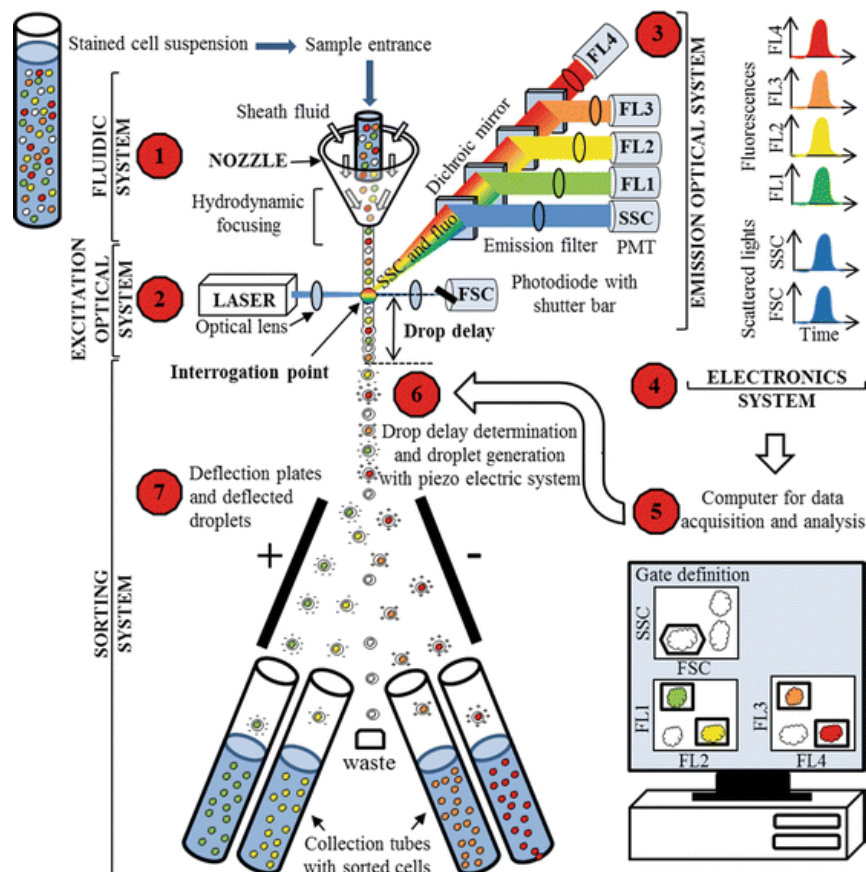 Stained cell suspension
Sample entrance
Sheath fluid
NOZZLE
Hydrodynamic
focusing
1
FLUIDIC
SYSTEM
2
EXCITATION
OPTICAL
SYSTEM
LASER
Optical lens
Interrogation point
FSC
Photodiode with
shutter bar
Drop delay
SSC and fluo
Dichroic mirror
FL4
FL3
FL2
FL1
SSC
Emission filter
PMT
3
EMISSION OPTICAL SYSTEM
FL4
FL3
FL2
FL1
Fluorescences
SSC
FSC
Scattered lights
Time
4
ELECTRONICS
SYSTEM
5
Computer for data
acquisition and analysis
6
Drop delay determination
and droplet generation
with piezo electric system
7
Deflection plates
and deflected
droplets
+
-
SORTING
SYSTEM
waste
Collection tubes
with sorted cells
Gate definition
SSC
FSC
FL1
FL2
FL3
FL4